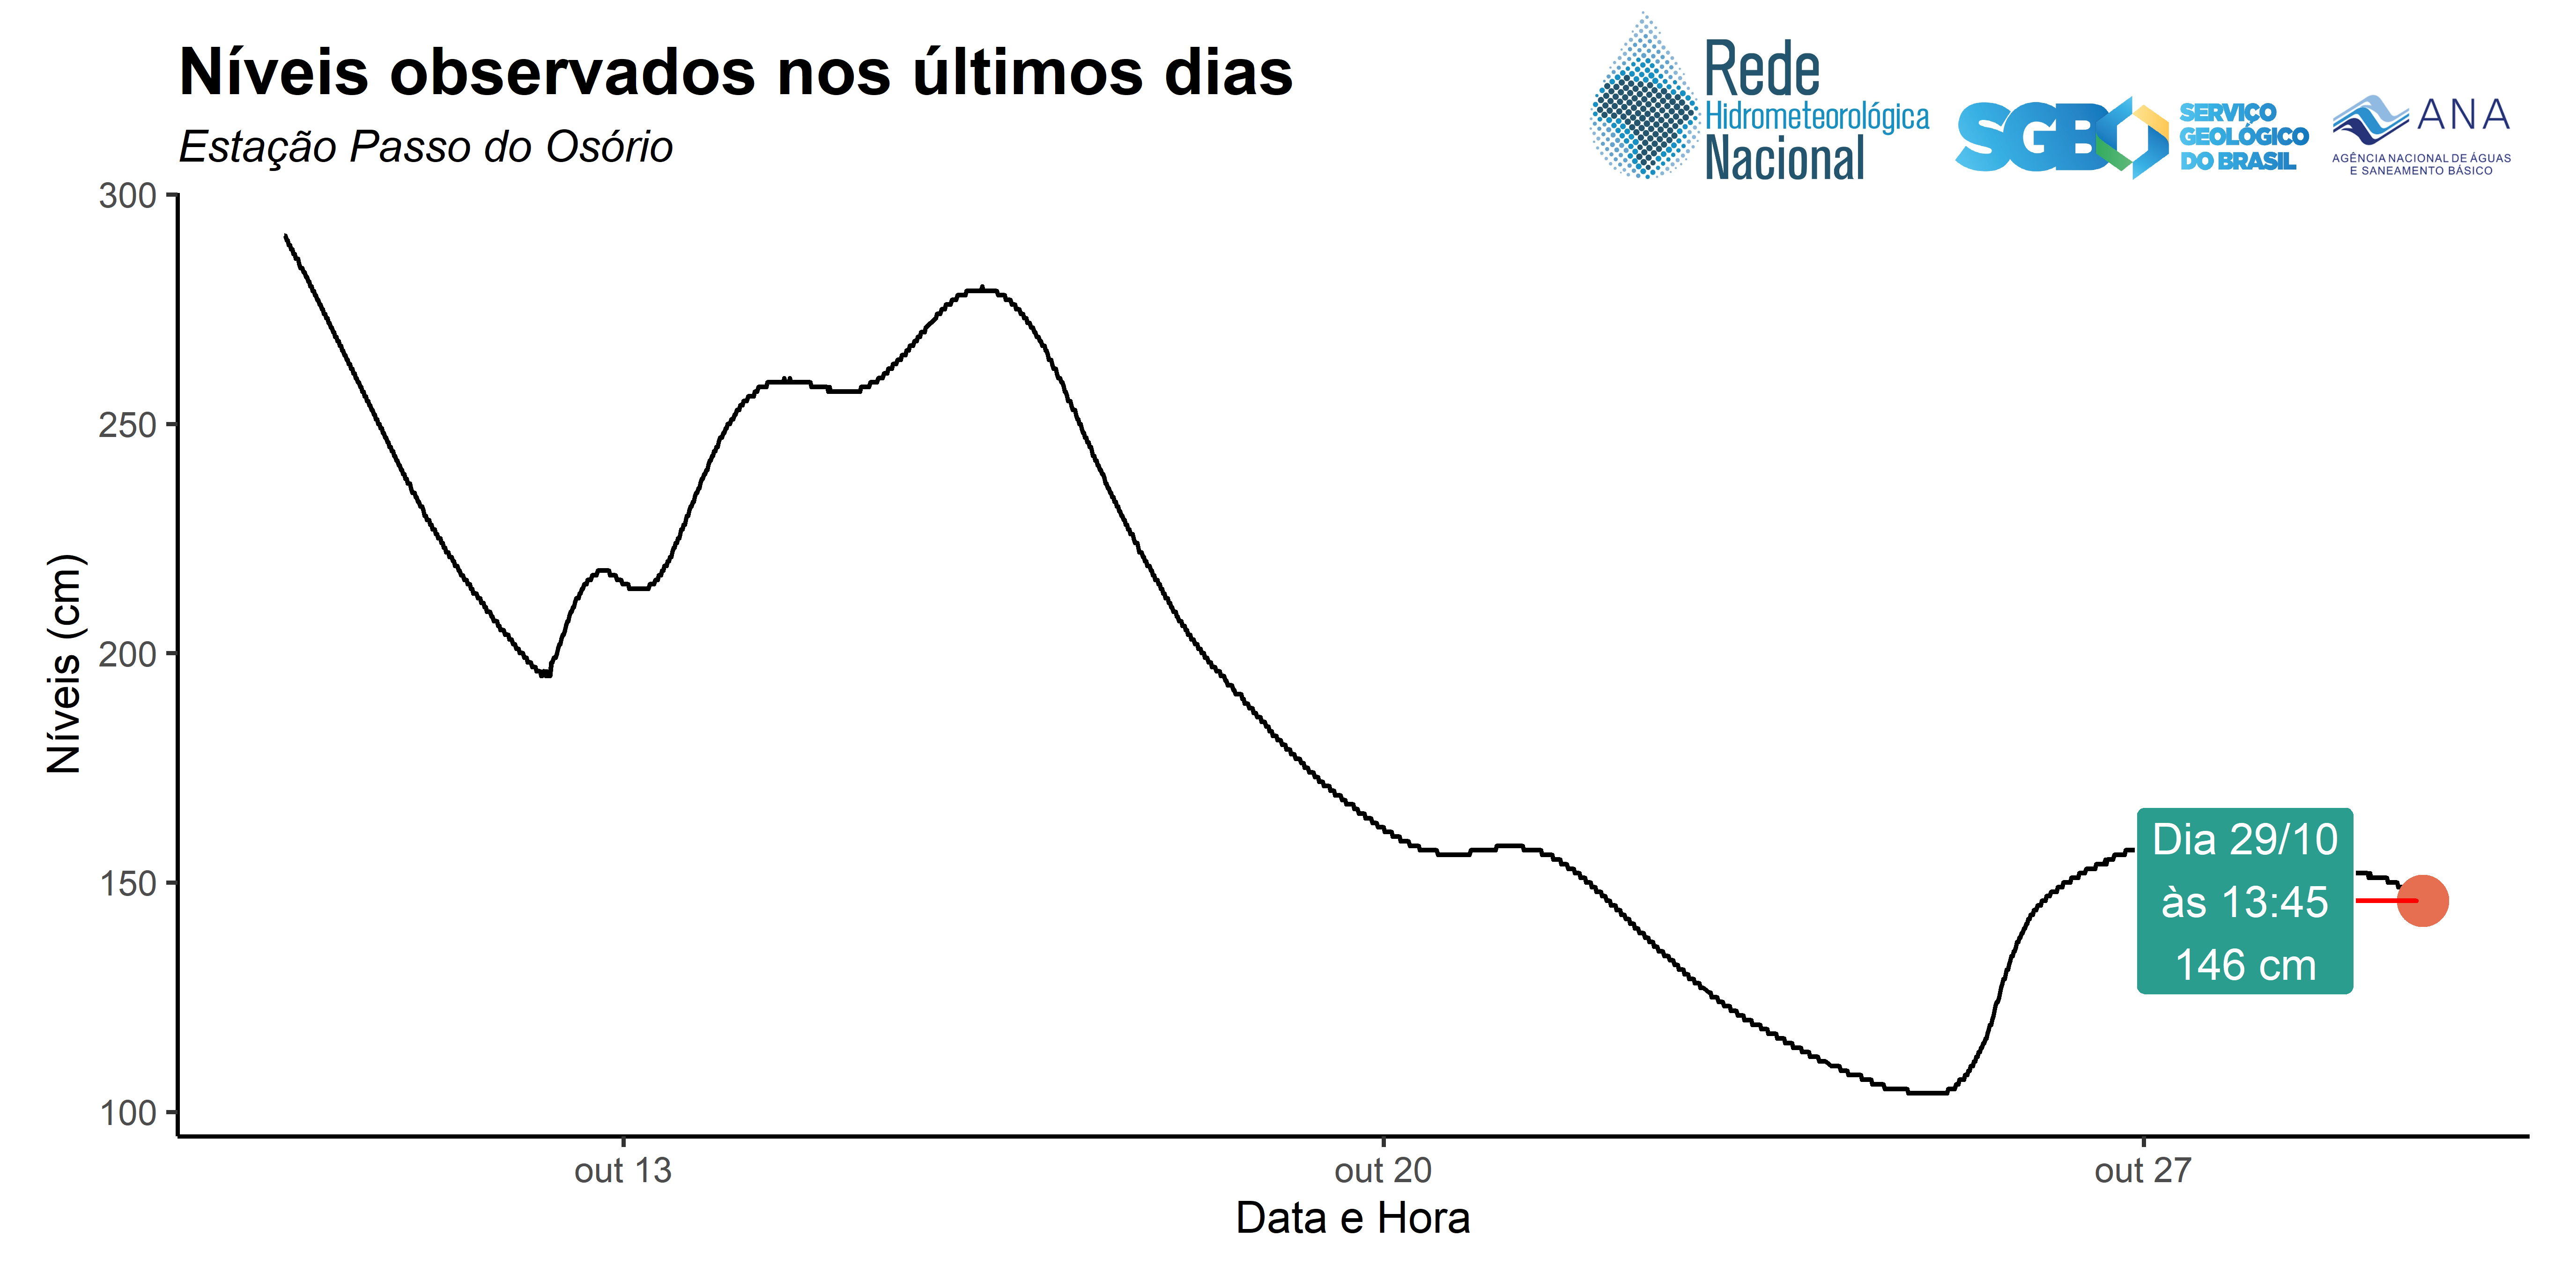 Níveis observados nos últimos dias
Estação Passo do Osório
Rede
Hidrometeorológica
Nacional
SGB
SERVIÇO
GEOLÓGICO
DO BRASIL
ANA
AGÊNCIA NACIONAL DE ÁGUAS
E SANEAMENTO BÁSICO
Níveis (cm)
300
250
200
150
100
Dia 29/10
às 13:45
146 cm
out 13
out 20
out 27
Data e Hora